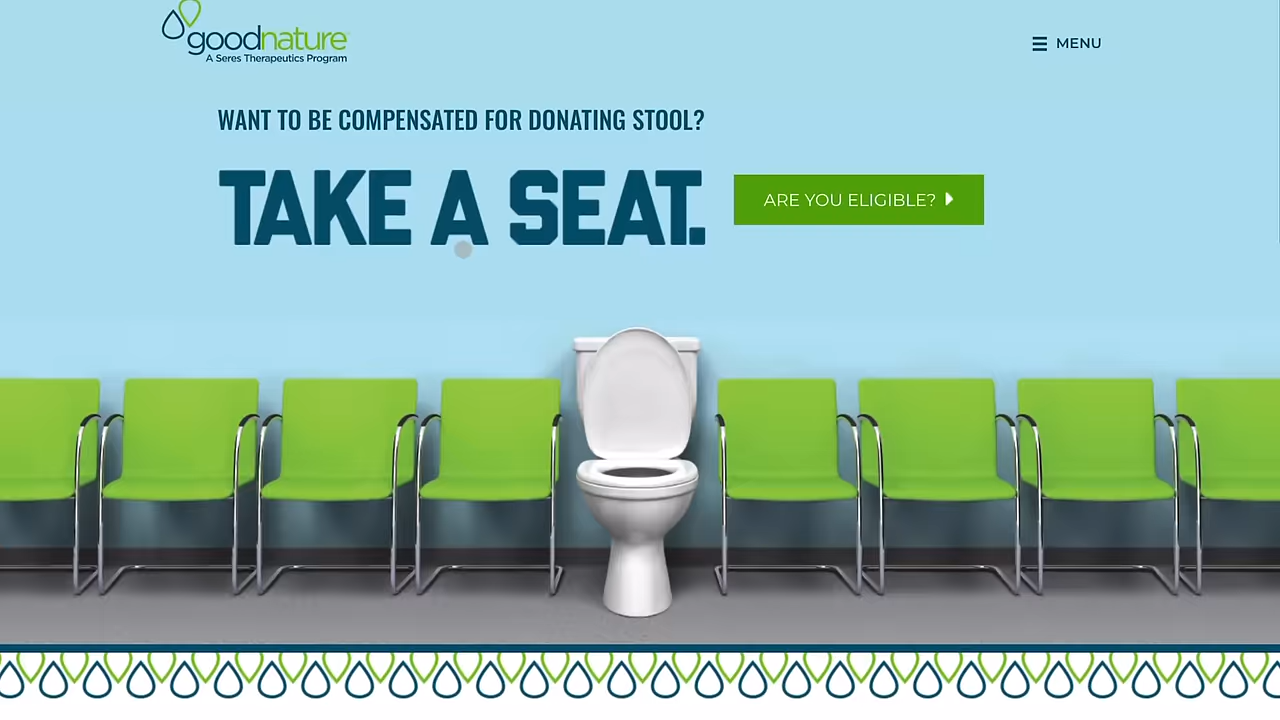 goodnature
A Seres Therapeutics Program
MENU
WANT TO BE COMPENSATED FOR DONATING STOOL?
TAKE A SEAT.
ARE YOU ELIGIBLE?